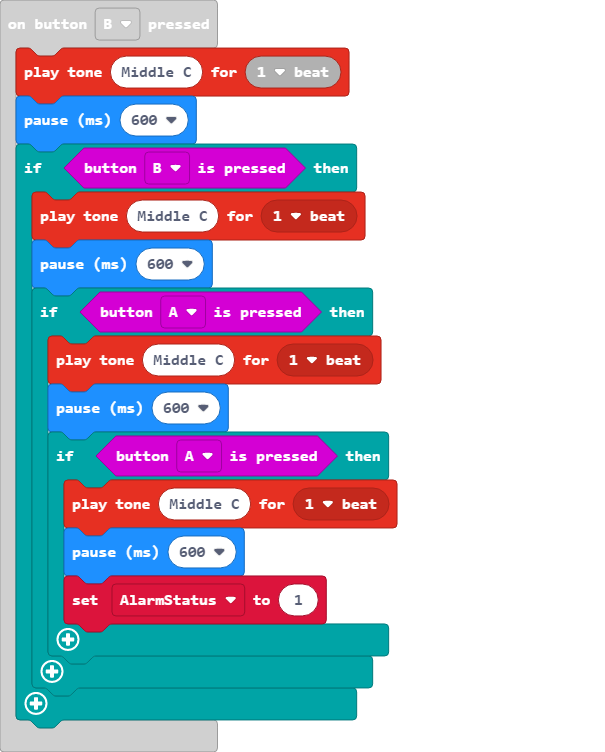 on button B pressed
play tone Middle C for 1 beat
pause (ms) 600
if button B is pressed then
play tone Middle C for 1 beat
pause (ms) 600
if button A is pressed then
play tone Middle C for 1 beat
pause (ms) 600
if button A is pressed then
play tone Middle C for 1 beat
pause (ms) 600
set AlarmStatus to 1